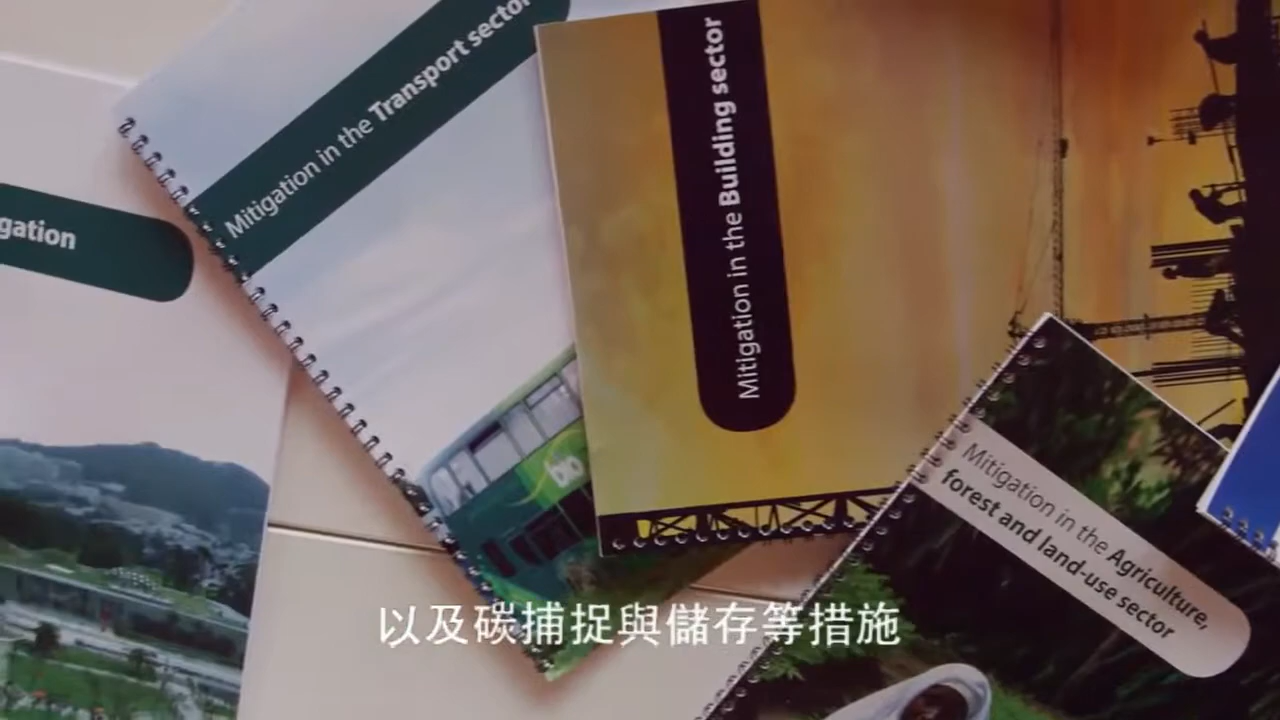 gation
Mitigation in the Transport sector
Mitigation in the Building sector
bio
Mitigation in the Agriculture,
forest and land-use sector
以及碳捕捉與儲存等措施